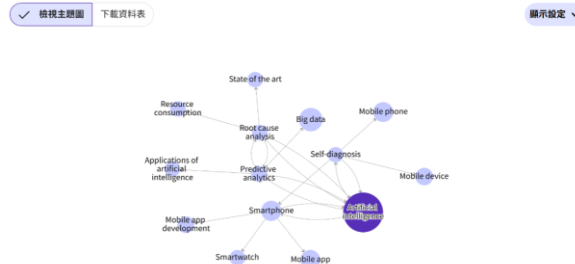 檢視主題圖
下載資料表
顯示設定
State of the art
Resource
consumption
Big data
Mobile phone
Root cause
analysis
Self-diagnosis
Applications of
artificial
intelligence
Predictive
analytics
Mobile device
Smartphone
Artificial
intelligence
Mobile app
development
Smartwatch
Mobile app